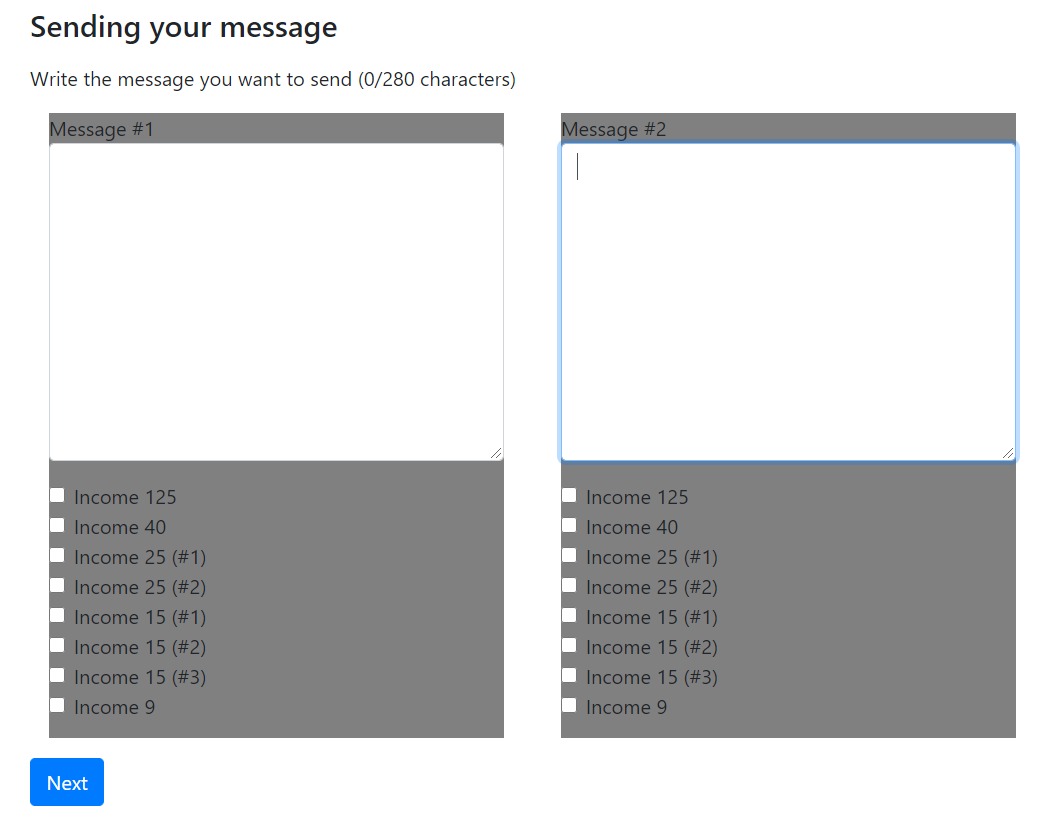 Sending your message
Write the message you want to send (0/280 characters)
Message #1
Income 125
Income 40
Income 25 (#1)
Income 25 (#2)
Income 15 (#1)
Income 15 (#2)
Income 15 (#3)
Income 9
Message #2
Income 125
Income 40
Income 25 (#1)
Income 25 (#2)
Income 15 (#1)
Income 15 (#2)
Income 15 (#3)
Income 9
Next